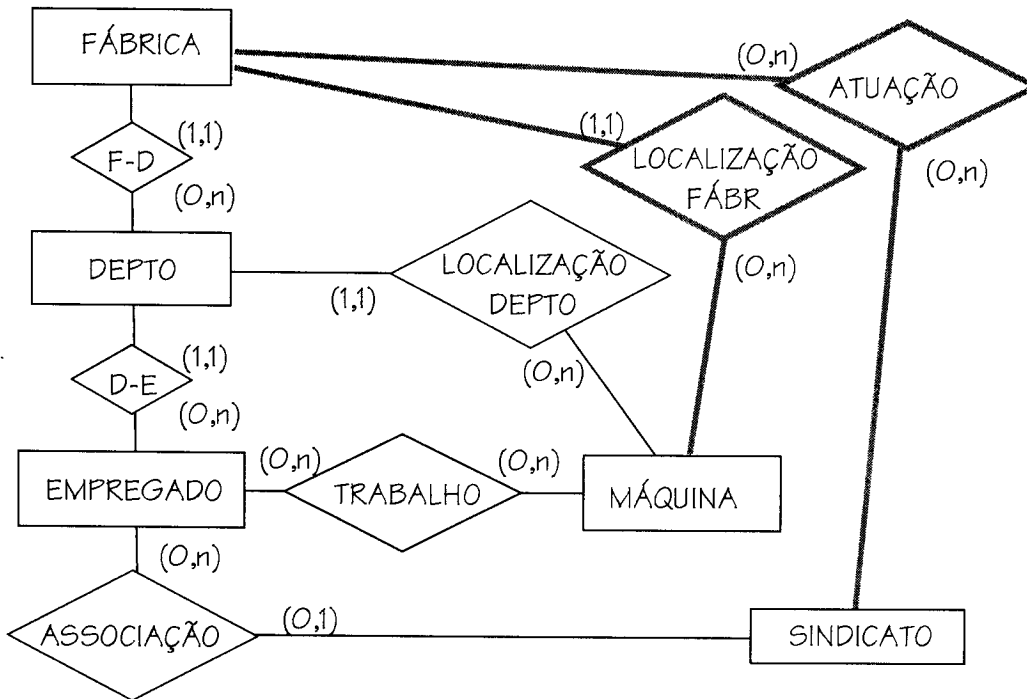 FÁBRICA
(0,n)
ATUAÇÃO
(1,1)
(1,1)
F-D
LOCALIZAÇÃO
FÁBR
(0,n)
(0,n)
DEPTO
LOCALIZAÇÃO
DEPTO
(0,n)
(1,1)
(1,1)
D-E
(0,n)
(0,n)
EMPREGADO
(0,n)
TRABALHO
(0,n)
MÁQUINA
(0,n)
ASSOCIAÇÃO
(0,1)
SINDICATO